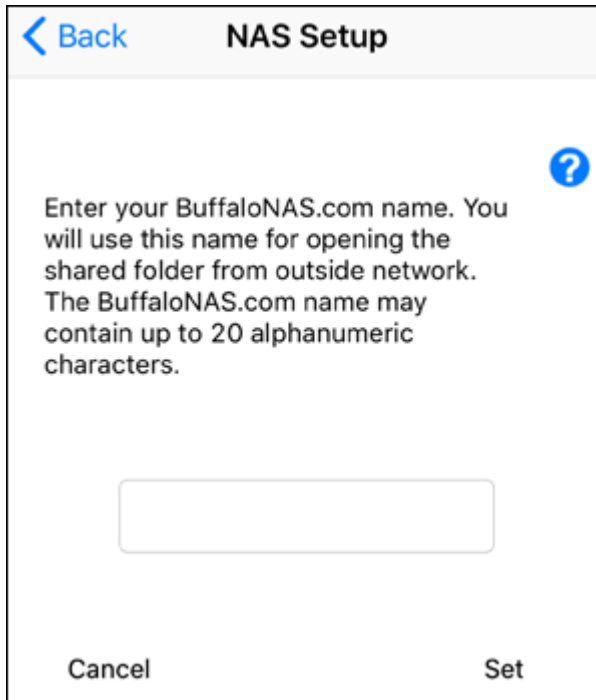 Back
NAS Setup
?
Enter your BuffaloNAS.com name. You
will use this name for opening the
shared folder from outside network.
The BuffaloNAS.com name may
contain up to 20 alphanumeric
characters.
Cancel
Set